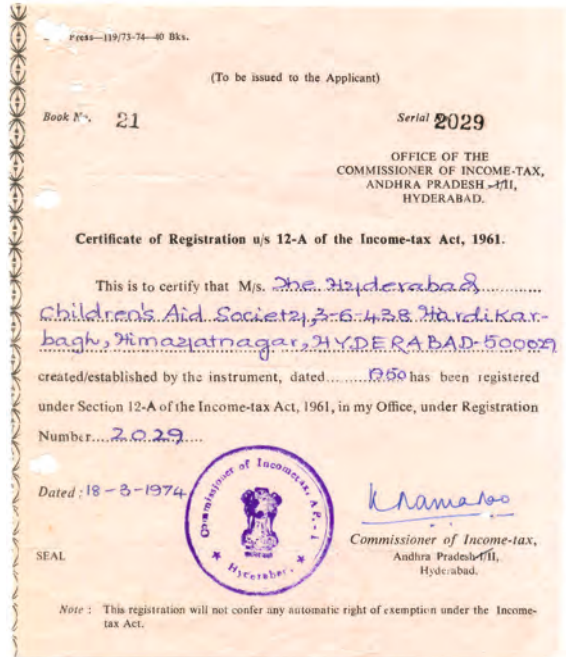 Press—119/73-74—40 Bks.
(To be issued to the Applicant)
Book No. 21 Serial 2029
OFFICE OF THE
COMMISSIONER OF INCOME-TAX,
ANDHRA PRADESH I/II,
HYDERABAD.
Certificate of Registration u/s 12-A of the Income-tax Act, 1961.
This is to certify that M/s. The Hyderabad
Children's Aid Society, 3-6-438 Hardikar-
bagh, Himayatnagar, HYDERABAD-500029
created/established by the instrument, dated........1950 has been registered
under Section 12-A of the Income-tax Act, 1961, in my Office, under Registration
Number....2029....
Commissioner of Incometax, A.P.-I
Hyderabad.
Dated : 18-3-1974
Commissioner of Income-tax,
SEAL Andhra Pradesh I/II,
Hyderabad.
Note : This registration will not confer any automatic right of exemption under the Income-
tax Act.